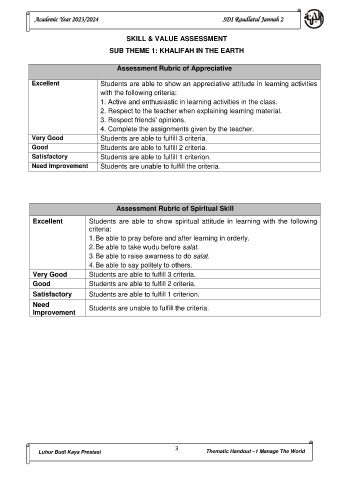 Academic Year 2023/2024 SDI Raudlatul Jannah 2
SKILL & VALUE ASSESSMENT
SUB THEME 1: KHALIFAH IN THE EARTH
Assessment Rubric of Appreciative
Excellent Students are able to show an appreciative attitude in learning activities
with the following criteria:
1. Active and enthusiastic in learning activities in the class.
2. Respect to the teacher when explaining learning material.
3. Respect friends' opinions.
4. Complete the assignments given by the teacher.
Very Good Students are able to fulfill 3 criteria.
Good Students are able to fulfill 2 criteria.
Satisfactory Students are able to fulfill 1 criterion.
Need Improvement Students are unable to fulfill the criteria.
Assessment Rubric of Spiritual Skill
Excellent Students are able to show spiritual attitude in learning with the following
criteria:
1. Be able to pray before and after learning in orderly.
2. Be able to take wudu before salat.
3. Be able to raise awarness to do salat.
4. Be able to say politely to others.
Very Good Students are able to fulfill 3 criteria.
Good Students are able to fulfill 2 criteria.
Satisfactory Students are able to fulfill 1 criterion.
Need
Improvement Students are unable to fulfill the criteria.
Luhur Budi Kaya Prestasi 3 Thematic Handout – I Manage The World